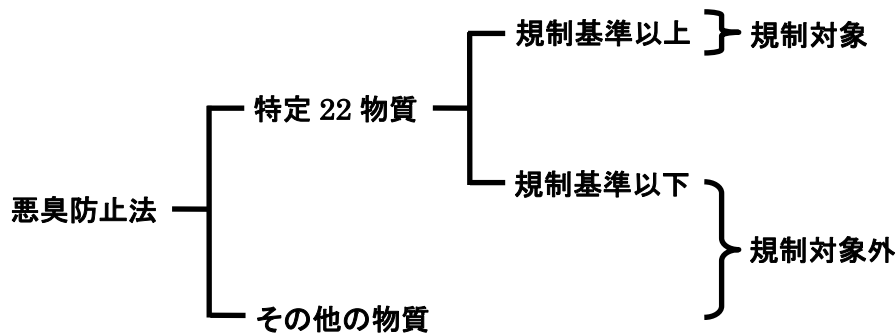 規制基準以上
規制対象
特定 22 物質
規制基準以下
悪臭防止法
規制対象外
その他の物質